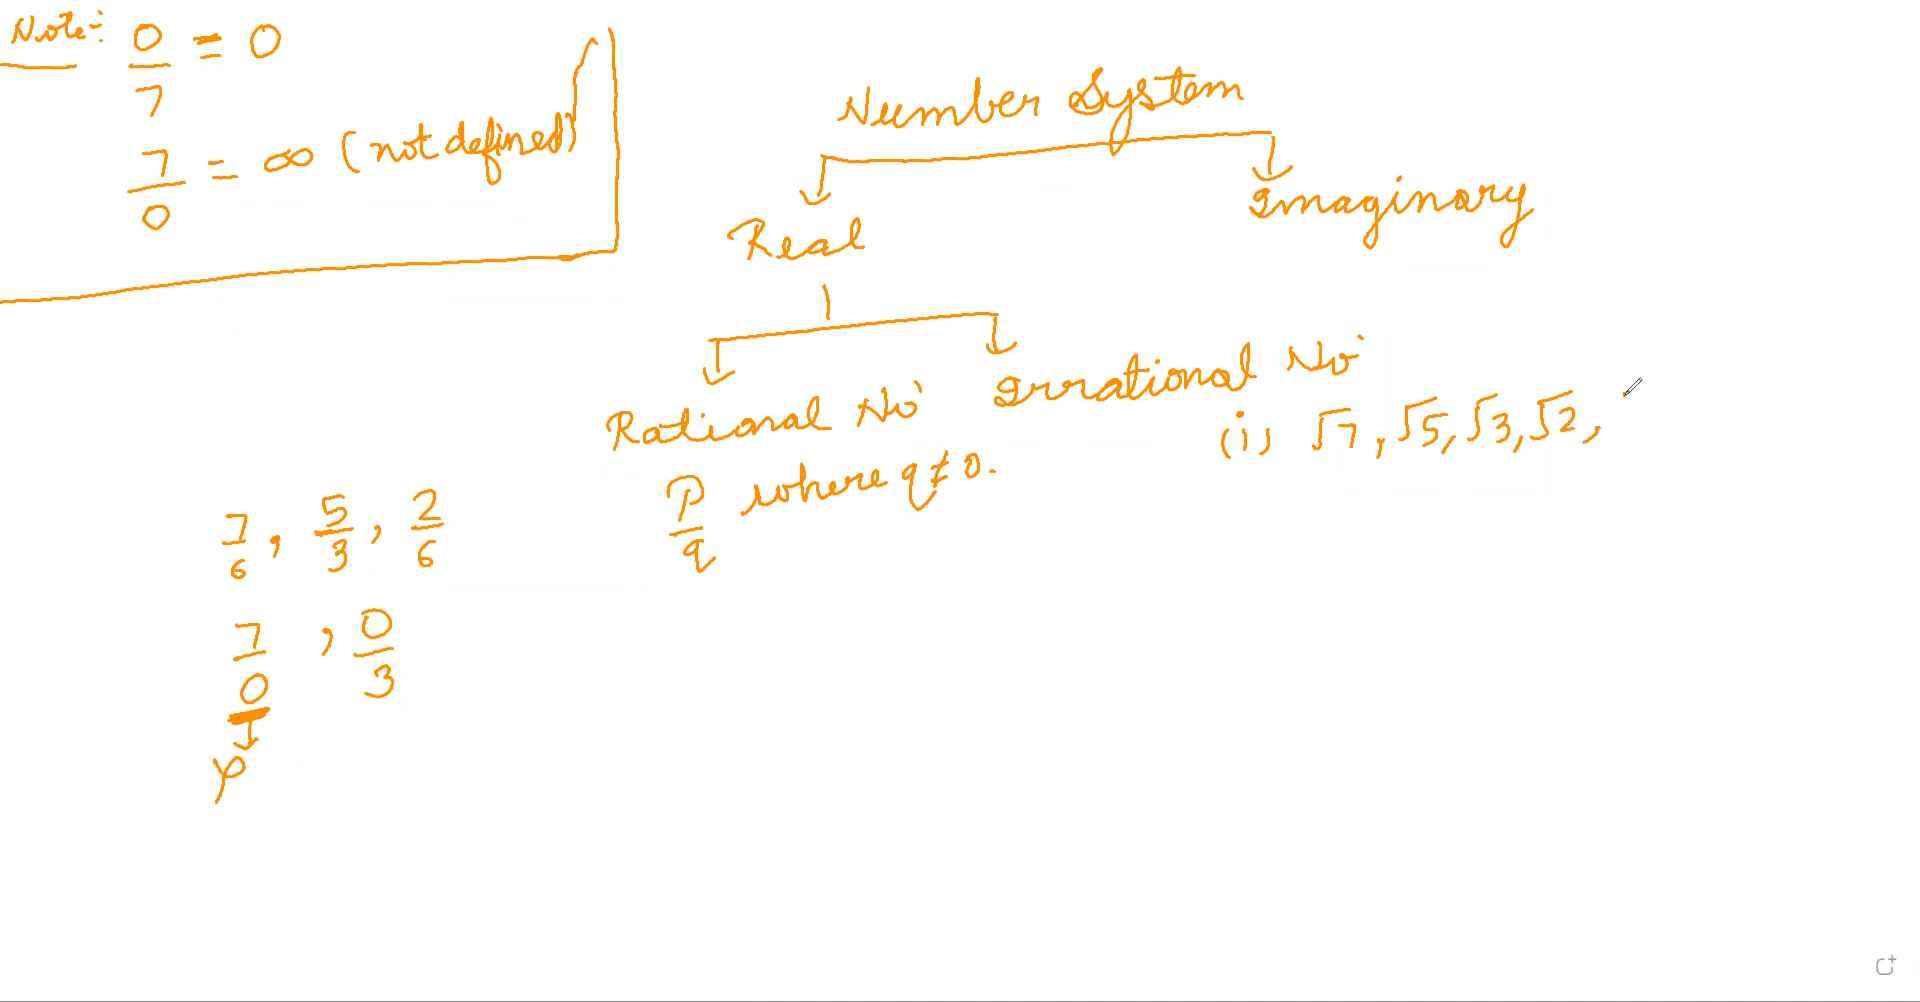 Note:- 0/7 = 0
7/0 = ∞ (not defined)
Number System
Real
Imaginary
Rational No.
Irrational No.
p/q where q≠0.
(i) √7, √5, √3, √2,
7/6, 5/3, 2/6
7/0, 0/3